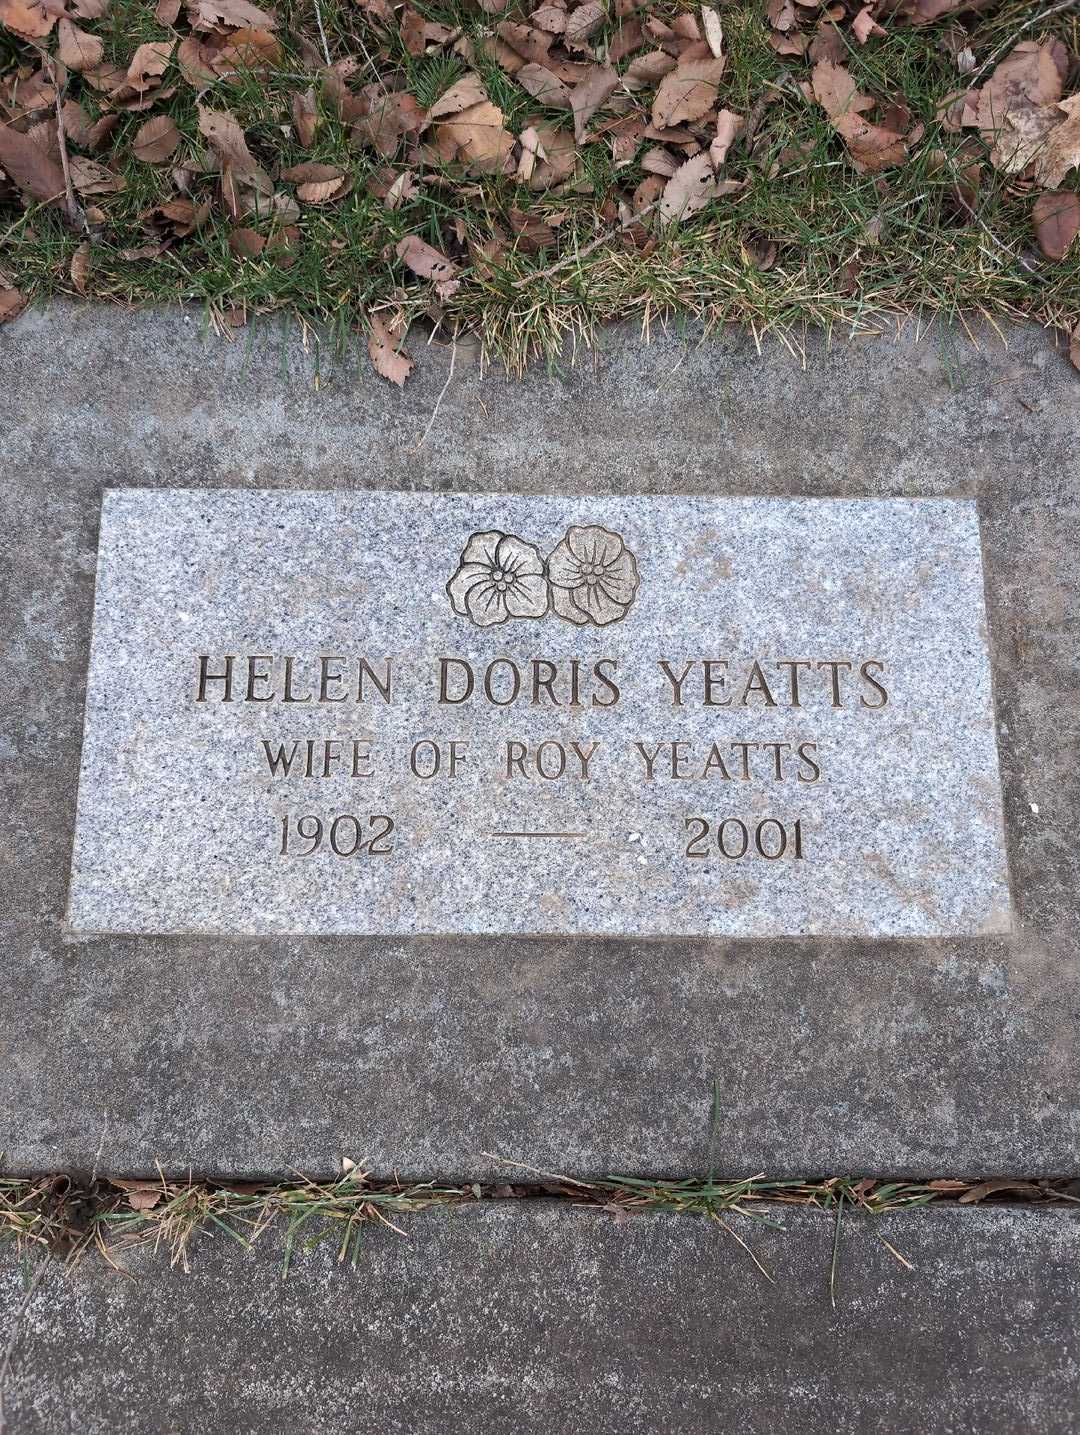 HELEN DORIS YEATTS
WIFE OF ROY YEATTS
1902 — 2001